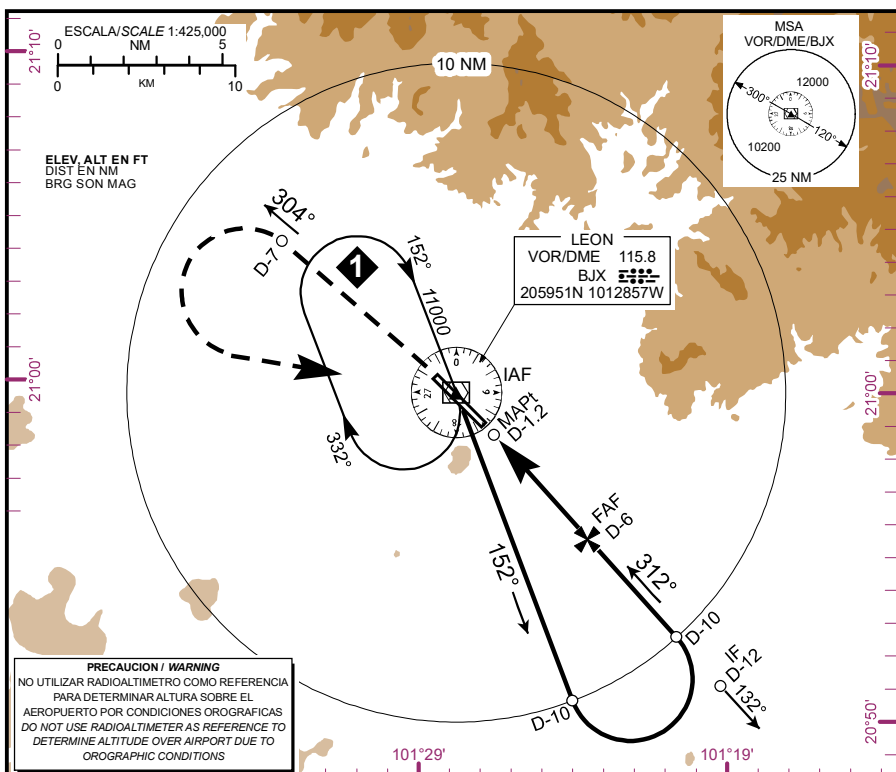 ESCALA/SCALE 1:425,000
0 NM 5
KM
0 10
21°10'
21°10'
10 NM
MSA
VOR/DME/BJX
12000
300°
120°
10200
25 NM
ELEV, ALT EN FT
DIST EN NM
BRG SON MAG
304°
D-7
1
152°
11000
LEON
VOR/DME 115.8
BJX
205951N 1012857W
21°00'
21°00'
IAF
0
9
18
27
MAPt
D-1.2
332°
FAF
D-6
152°
312°
D-10
IF
D-12
132°
D-10
20°50'
PRECAUCION / WARNING
NO UTILIZAR RADIOALTIMETRO COMO REFERENCIA
PARA DETERMINAR ALTURA SOBRE EL
AEROPUERTO POR CONDICIONES OROGRAFICAS
DO NOT USE RADIOALTIMETER AS REFERENCE TO
DETERMINE ALTITUDE OVER AIRPORT DUE TO
OROGRAPHIC CONDITIONS
101°29'
101°19'